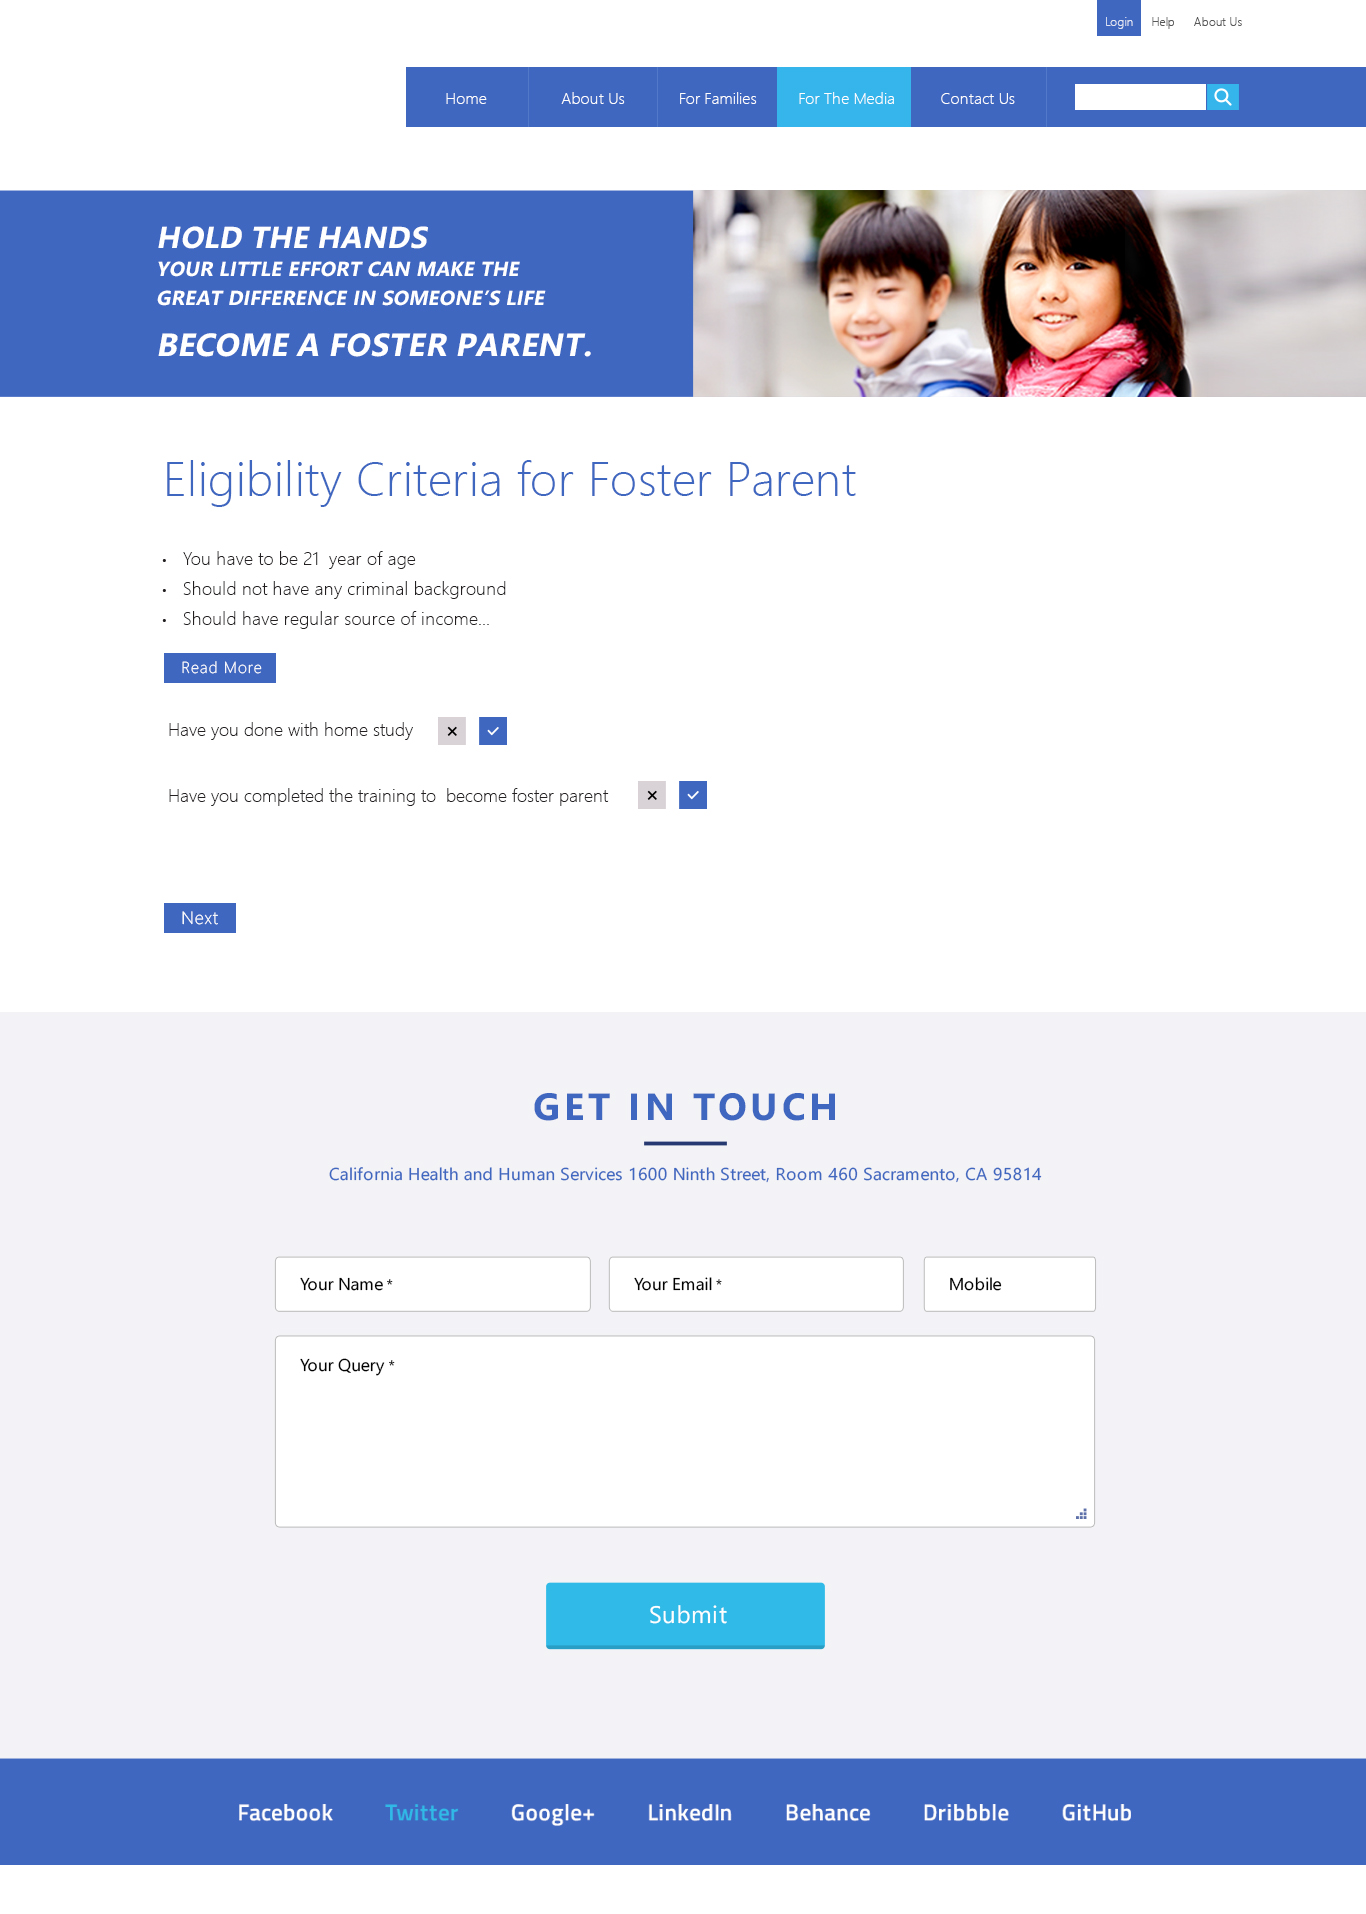 Login Help About Us
Home About Us For Families For The Media Contact Us
HOLD THE HANDS
YOUR LITTLE EFFORT CAN MAKE THE
GREAT DIFFERENCE IN SOMEONE’S LIFE
BECOME A FOSTER PARENT.
Eligibility Criteria for Foster Parent
• You have to be 21 year of age
• Should not have any criminal background
• Should have regular source of income...
Read More
Have you done with home study
Have you completed the training to become foster parent
Next
GET IN TOUCH
California Health and Human Services 1600 Ninth Street, Room 460 Sacramento, CA 95814
Your Name * Your Email * Mobile
Your Query *
Submit
Facebook Twitter Google+ LinkedIn Behance Dribbble GitHub